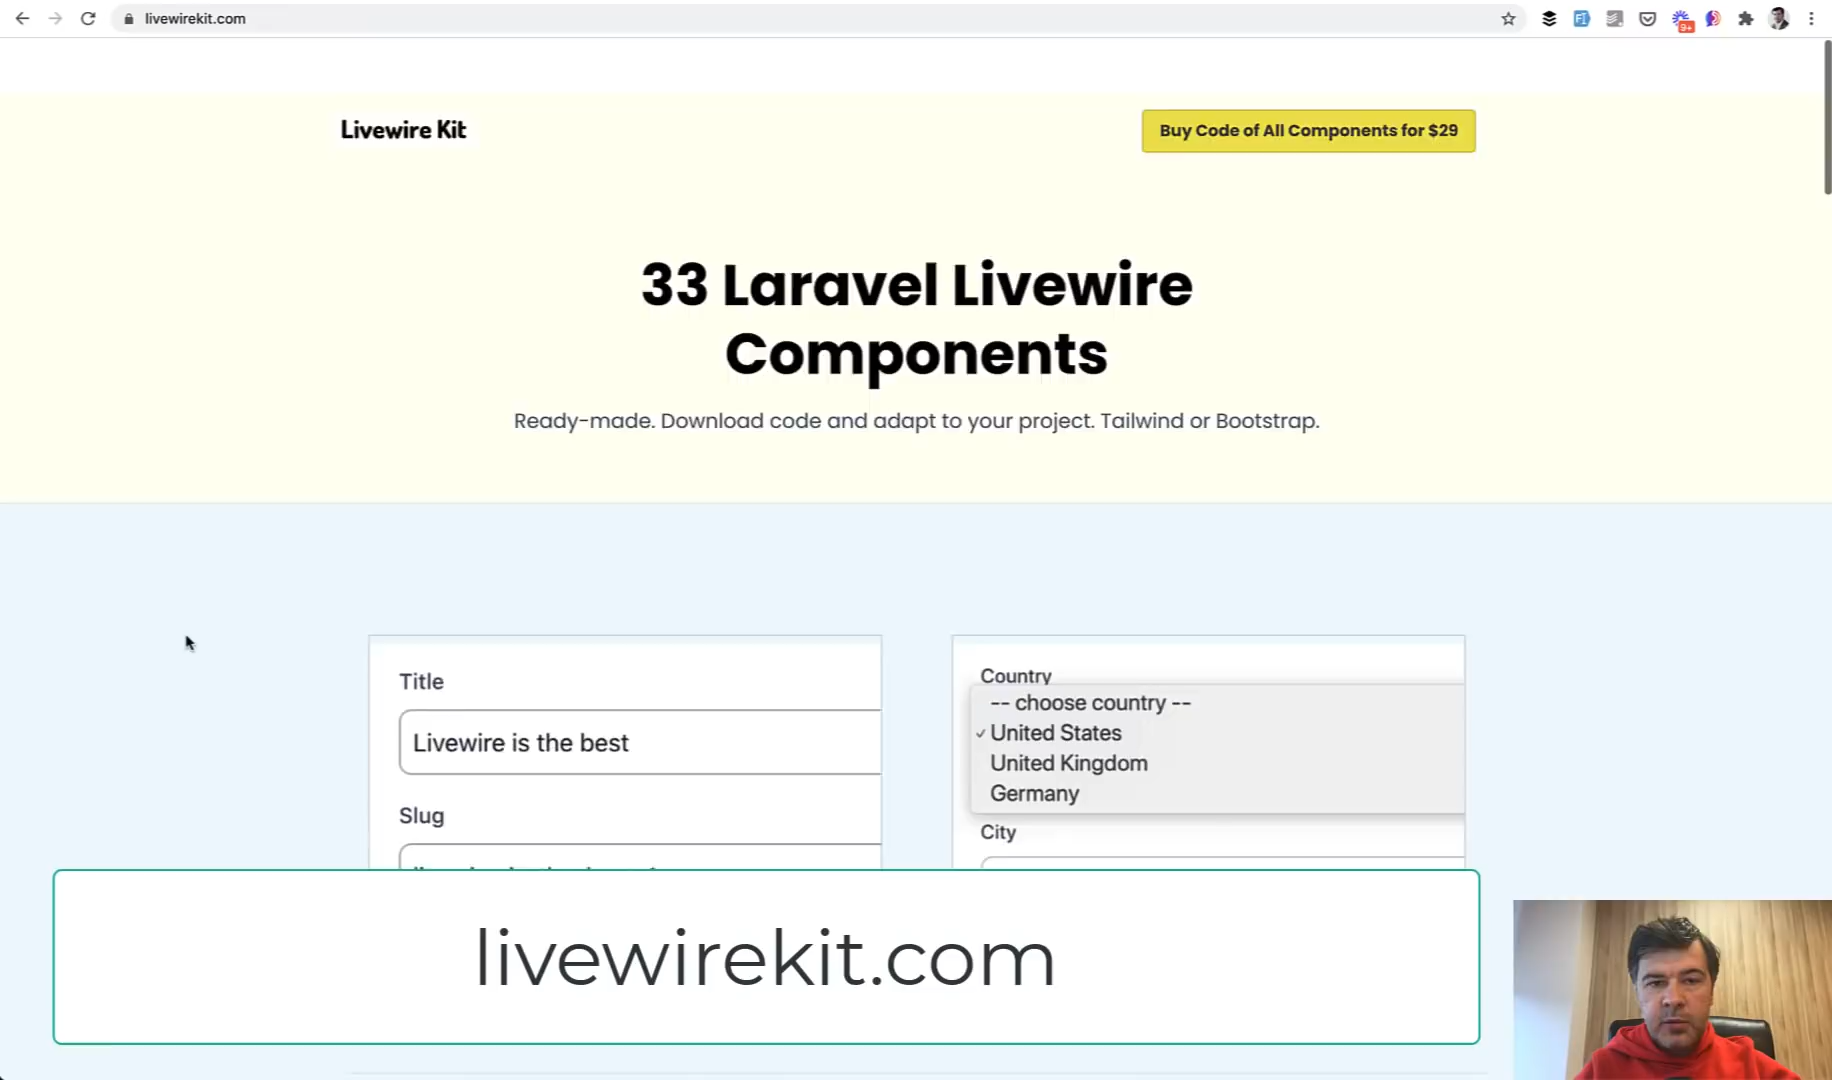 livewirekit.com
9+
Livewire Kit
Buy Code of All Components for $29
33 Laravel Livewire
Components
Ready-made. Download code and adapt to your project. Tailwind or Bootstrap.
Title
Livewire is the best
Slug
Country
-- choose country --
✓ United States
United Kingdom
Germany
City
livewirekit.com